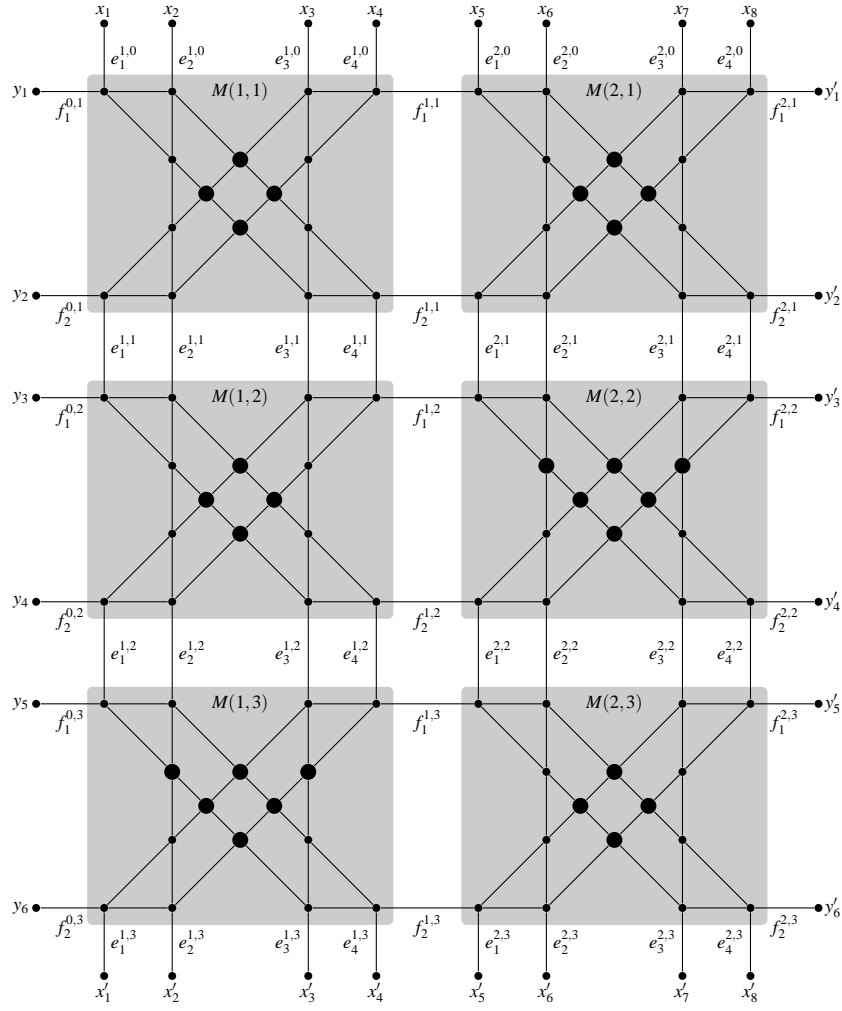 x₁ x₂ x₃ x₄ x₅ x₆ x₇ x₈
e₁^{1,0} e₂^{1,0} e₃^{1,0} e₄^{1,0} e₁^{2,0} e₂^{2,0} e₃^{2,0} e₄^{2,0}
y₁ M(1,1) M(2,1) y′₁
f₁^{0,1} f₁^{1,1} f₁^{2,1}
y₂ y′₂
f₂^{0,1} f₂^{1,1} f₂^{2,1}
e₁^{1,1} e₂^{1,1} e₃^{1,1} e₄^{1,1} e₁^{2,1} e₂^{2,1} e₃^{2,1} e₄^{2,1}
y₃ M(1,2) M(2,2) y′₃
f₁^{0,2} f₁^{1,2} f₁^{2,2}
y₄ y′₄
f₂^{0,2} f₂^{1,2} f₂^{2,2}
e₁^{1,2} e₂^{1,2} e₃^{1,2} e₄^{1,2} e₁^{2,2} e₂^{2,2} e₃^{2,2} e₄^{2,2}
y₅ M(1,3) M(2,3) y′₅
f₁^{0,3} f₁^{1,3} f₁^{2,3}
y₆ y′₆
f₂^{0,3} f₂^{1,3} f₂^{2,3}
e₁^{1,3} e₂^{1,3} e₃^{1,3} e₄^{1,3} e₁^{2,3} e₂^{2,3} e₃^{2,3} e₄^{2,3}
x′₁ x′₂ x′₃ x′₄ x′₅ x′₆ x′₇ x′₈